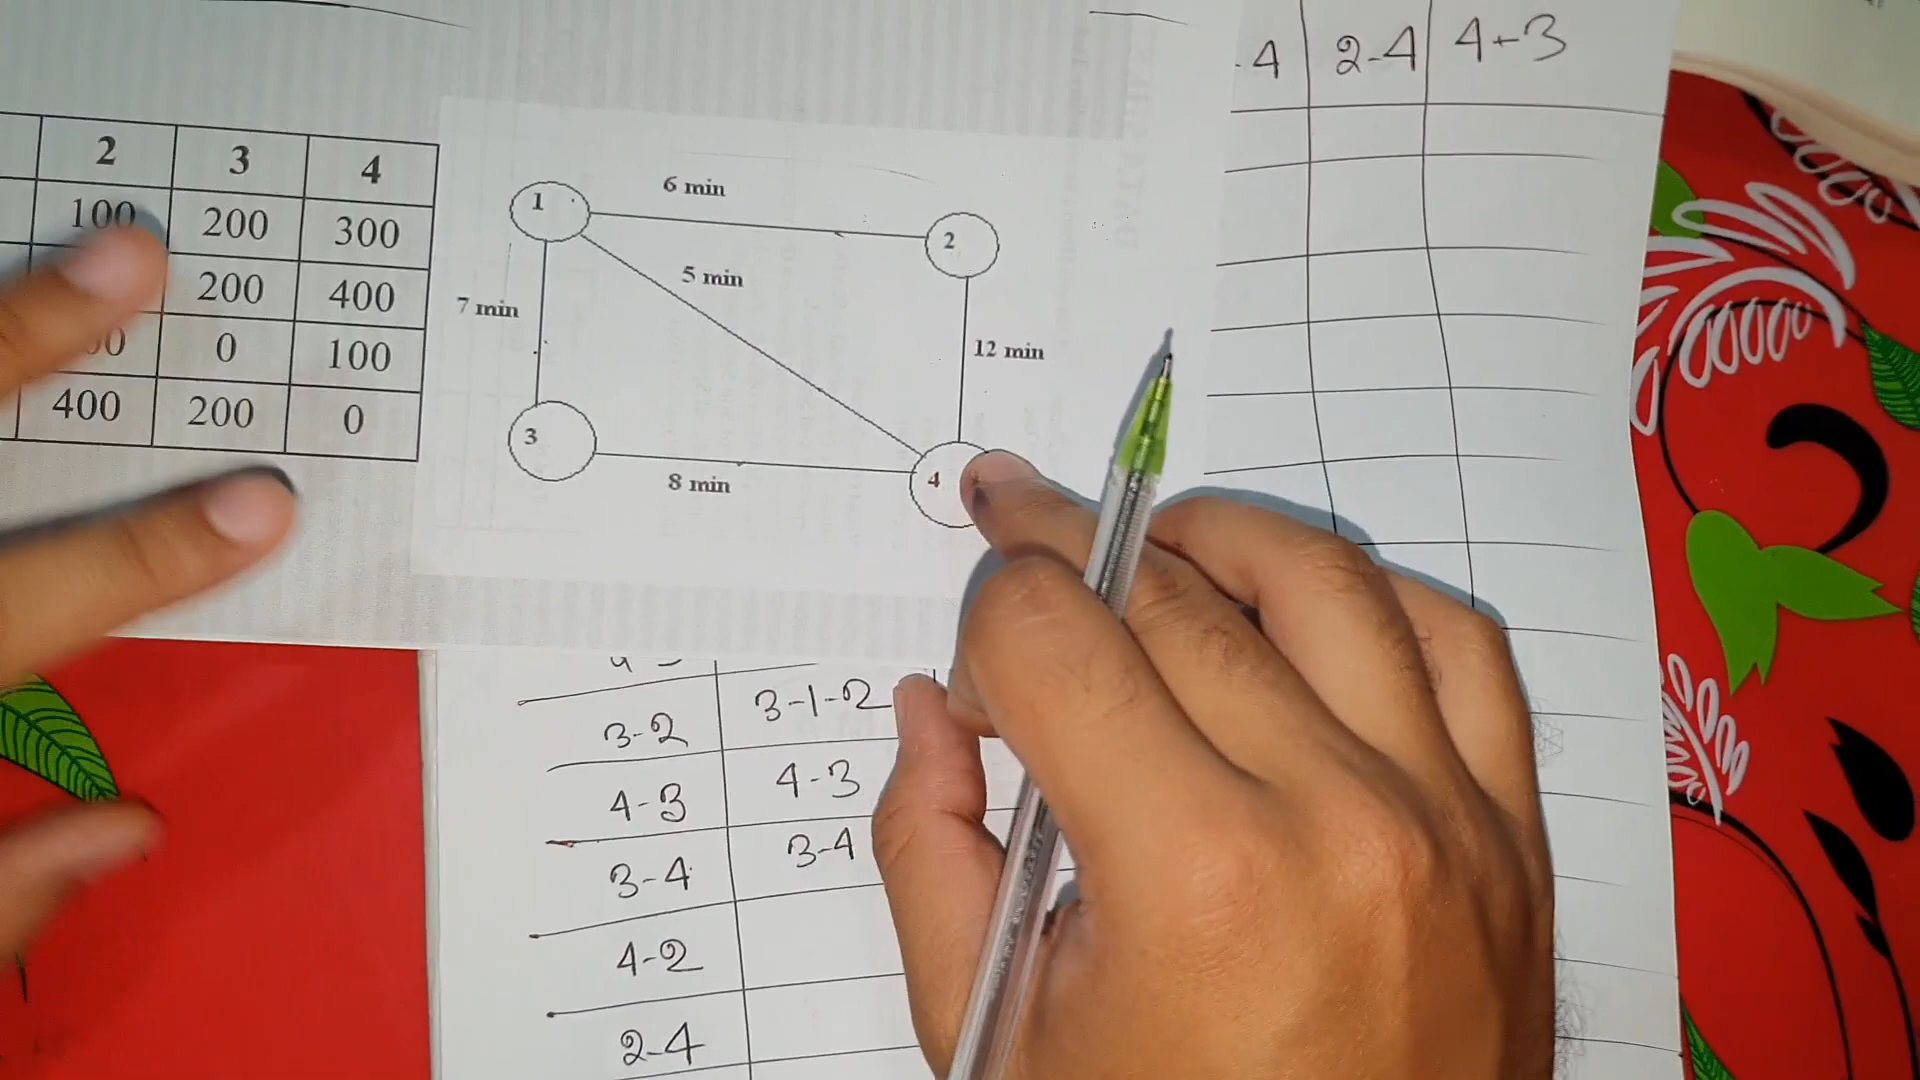 2 3 4
100 200 300
200 400
0 100
400 200 0
1
6 min
2
5 min
7 min
12 min
3
8 min
4
4 2-4 4-3
3-2 3-1-2
4-3 4-3
3-4 3-4
4-2
2-4